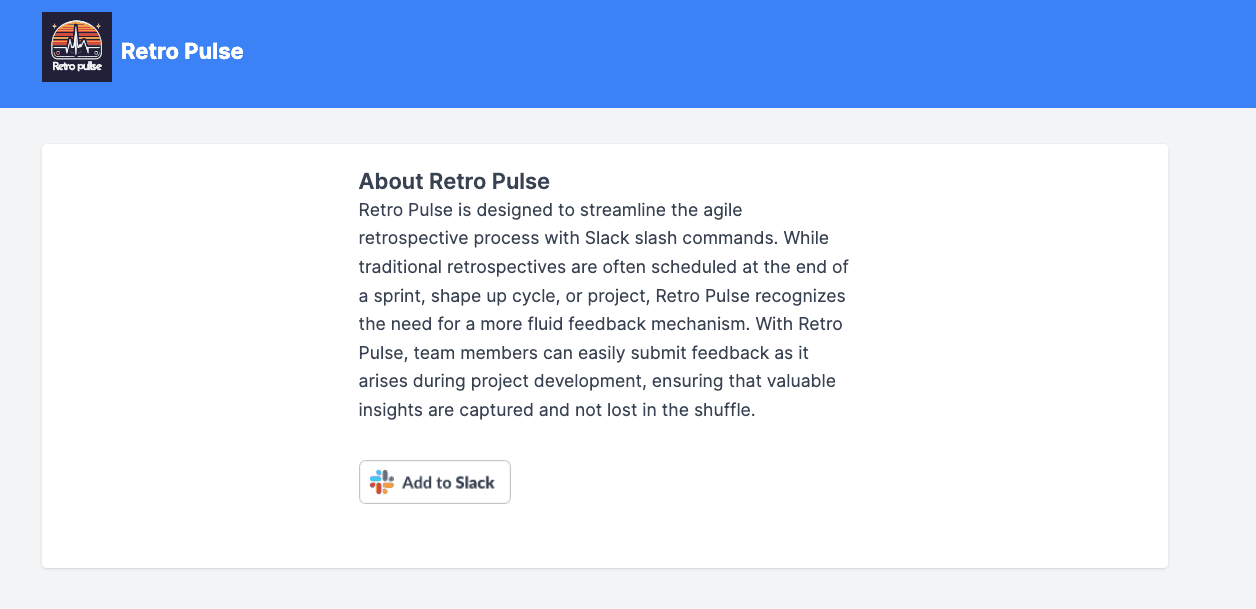 Retro pulse
Retro Pulse
About Retro Pulse
Retro Pulse is designed to streamline the agile
retrospective process with Slack slash commands. While
traditional retrospectives are often scheduled at the end of
a sprint, shape up cycle, or project, Retro Pulse recognizes
the need for a more fluid feedback mechanism. With Retro
Pulse, team members can easily submit feedback as it
arises during project development, ensuring that valuable
insights are captured and not lost in the shuffle.
Add to Slack